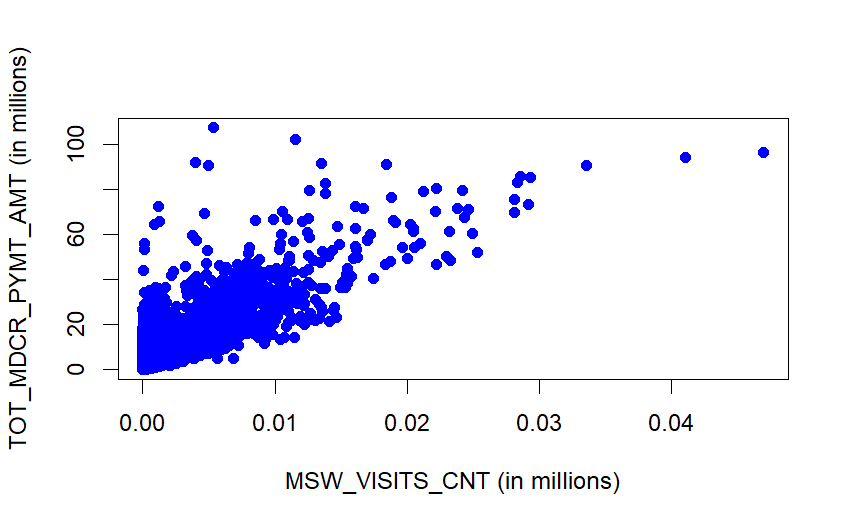 TOT_MDCR_PYMT_AMT (in millions)
100
60
20
0
0.00 0.01 0.02 0.03 0.04
MSW_VISITS_CNT (in millions)